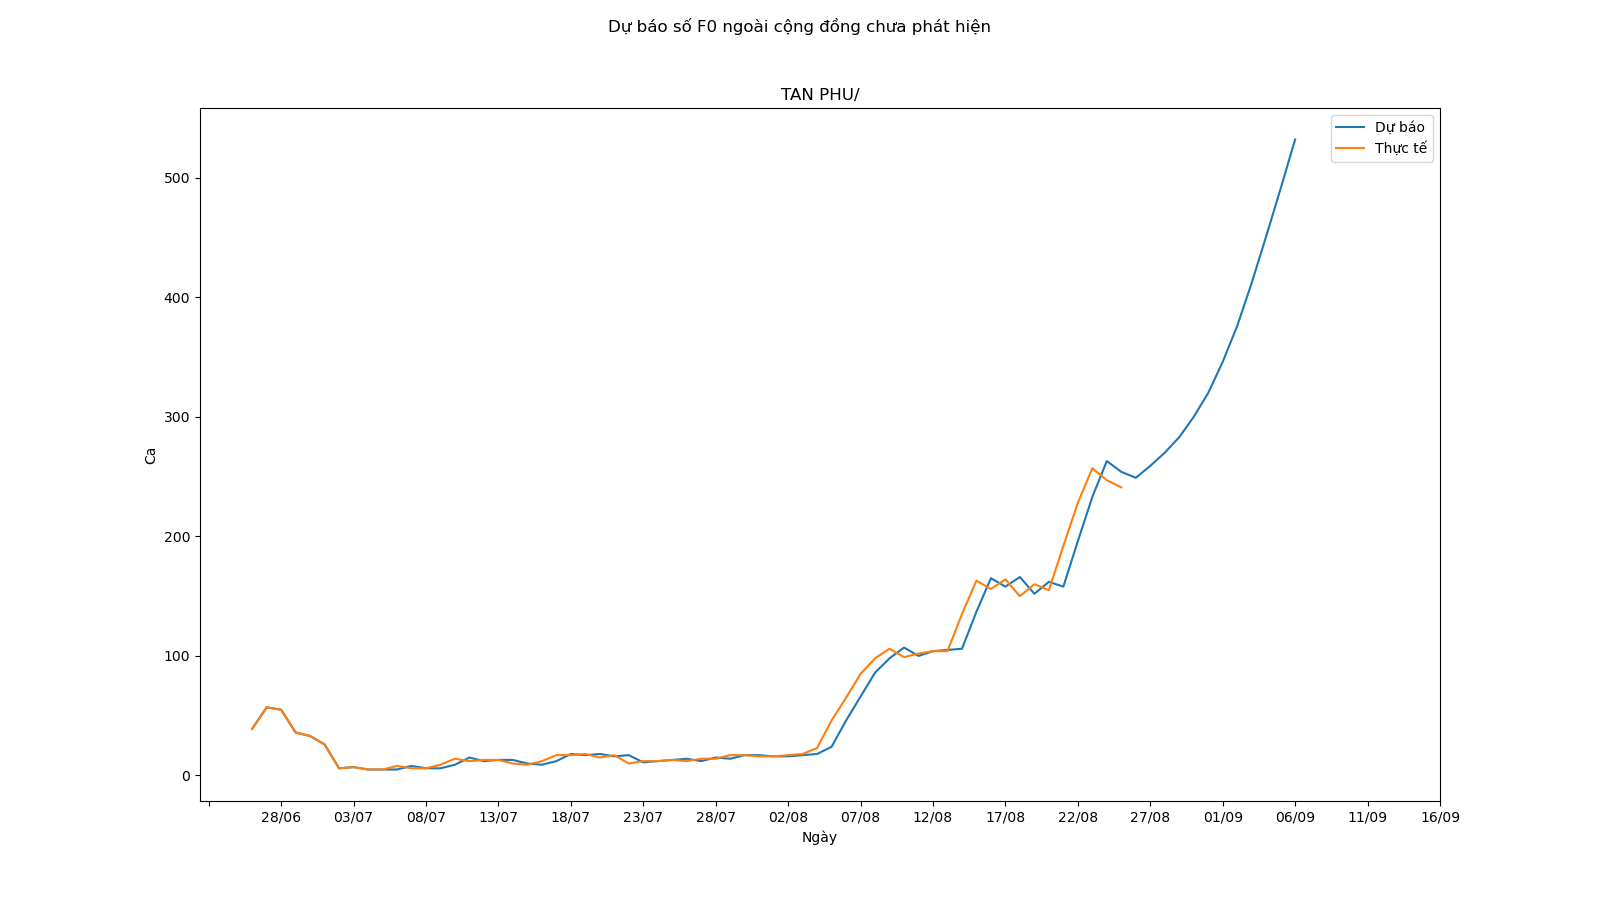 Dự báo số F0 ngoài cộng đồng chưa phát hiện
TAN PHU/
Dự báo
Thực tế
500
400
300
200
100
0
Ca
28/06 03/07 08/07 13/07 18/07 23/07 28/07 02/08 07/08 12/08 17/08 22/08 27/08 01/09 06/09 11/09 16/09
Ngày